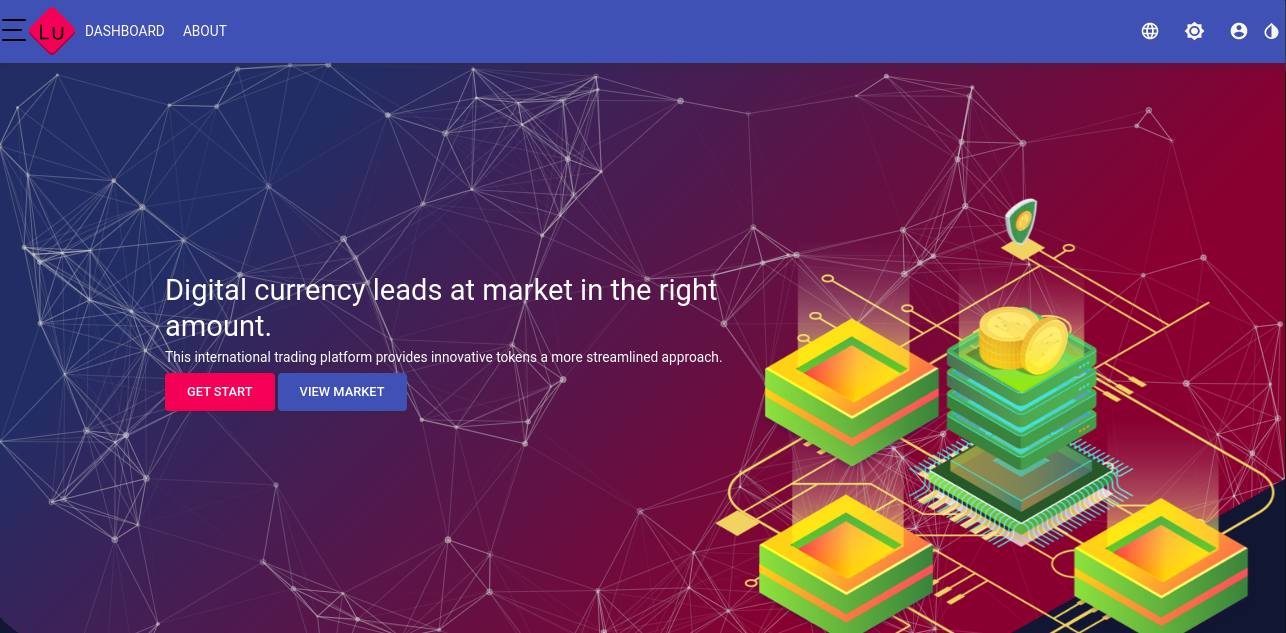 LU
DASHBOARD
ABOUT
Digital currency leads at market in the right
amount.
This international trading platform provides innovative tokens a more streamlined approach.
GET START
VIEW MARKET